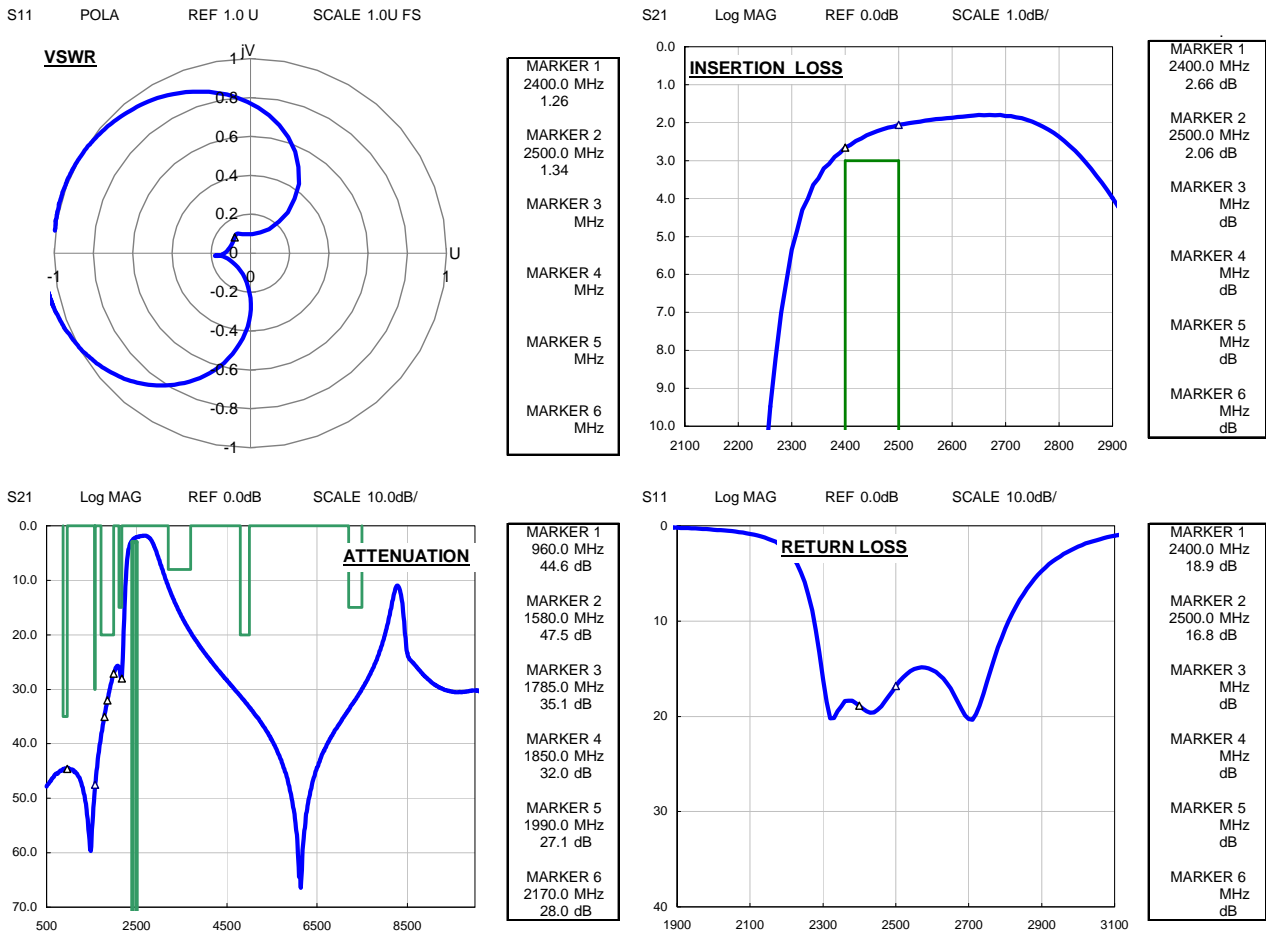 S11 POLA REF 1.0 U SCALE 1.0U FS
VSWR
jV
1
0.8
0.6
0.4
0.2
0
-0.2
-0.4
-0.6
-0.8
-1
-1 0 1
U
MARKER 1
2400.0 MHz
1.26
MARKER 2
2500.0 MHz
1.34
MARKER 3
MHz
MARKER 4
MHz
MARKER 5
MHz
MARKER 6
MHz
S21 Log MAG REF 0.0dB SCALE 1.0dB/
INSERTION LOSS
0.0
1.0
2.0
3.0
4.0
5.0
6.0
7.0
8.0
9.0
10.0
2100 2200 2300 2400 2500 2600 2700 2800 2900
MARKER 1
2400.0 MHz
2.66 dB
MARKER 2
2500.0 MHz
2.06 dB
MARKER 3
MHz
dB
MARKER 4
MHz
dB
MARKER 5
MHz
dB
MARKER 6
MHz
dB
S21 Log MAG REF 0.0dB SCALE 10.0dB/
ATTENUATION
0.0
10.0
20.0
30.0
40.0
50.0
60.0
70.0
500 2500 4500 6500 8500
MARKER 1
960.0 MHz
44.6 dB
MARKER 2
1580.0 MHz
47.5 dB
MARKER 3
1785.0 MHz
35.1 dB
MARKER 4
1850.0 MHz
32.0 dB
MARKER 5
1990.0 MHz
27.1 dB
MARKER 6
2170.0 MHz
28.0 dB
S11 Log MAG REF 0.0dB SCALE 10.0dB/
RETURN LOSS
0
10
20
30
40
1900 2100 2300 2500 2700 2900 3100
MARKER 1
2400.0 MHz
18.9 dB
MARKER 2
2500.0 MHz
16.8 dB
MARKER 3
MHz
dB
MARKER 4
MHz
dB
MARKER 5
MHz
dB
MARKER 6
MHz
dB